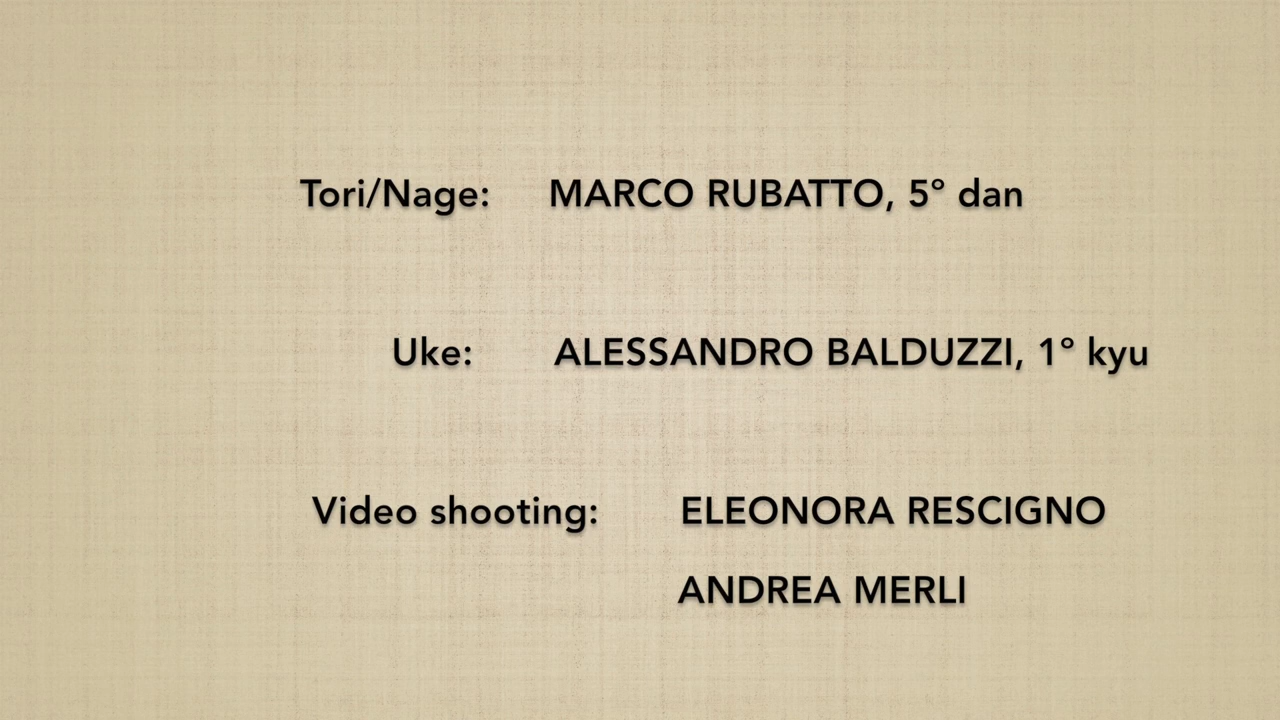 Tori/Nage: MARCO RUBATTO, 5° dan
Uke: ALESSANDRO BALDUZZI, 1° kyu
Video shooting: ELEONORA RESCIGNO
ANDREA MERLI